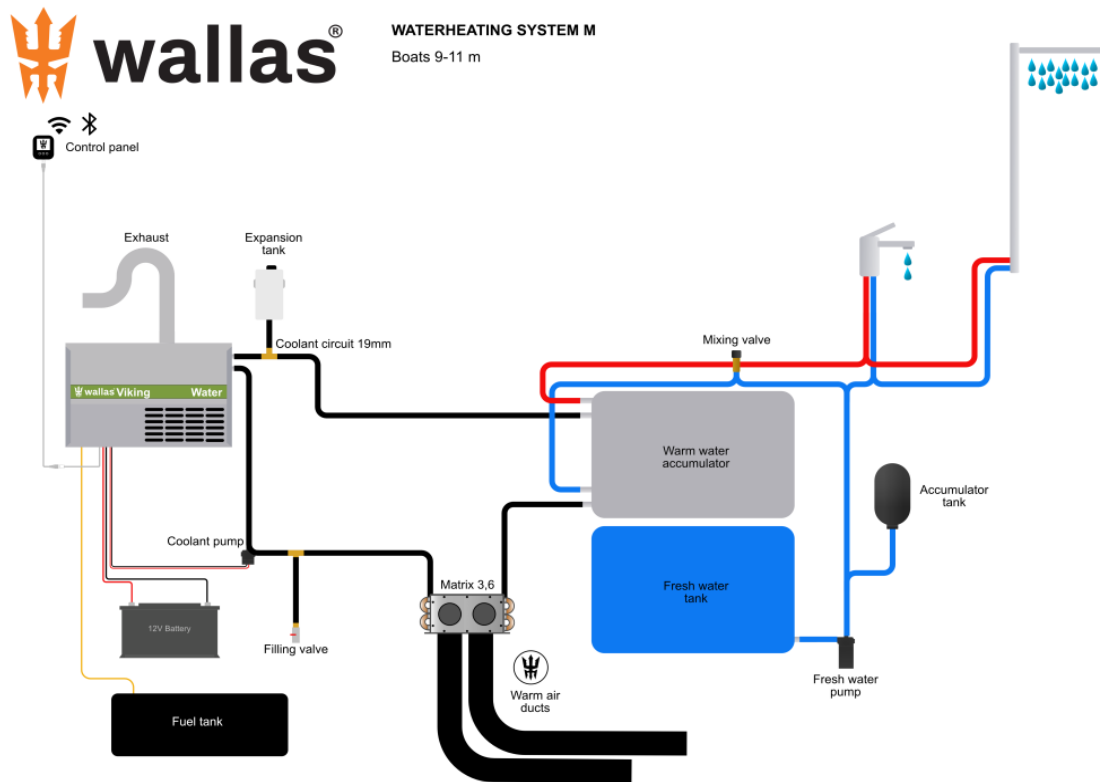 wallas®
WATERHEATING SYSTEM M
Boats 9-11 m
Control panel
Exhaust
Expansion
tank
Coolant circuit 19mm
Mixing valve
wallas Viking Water
Warm water
accumulator
Accumulator
tank
Coolant pump
Matrix 3,6
Fresh water
tank
12V Battery
Filling valve
Warm air
ducts
Fresh water
pump
Fuel tank